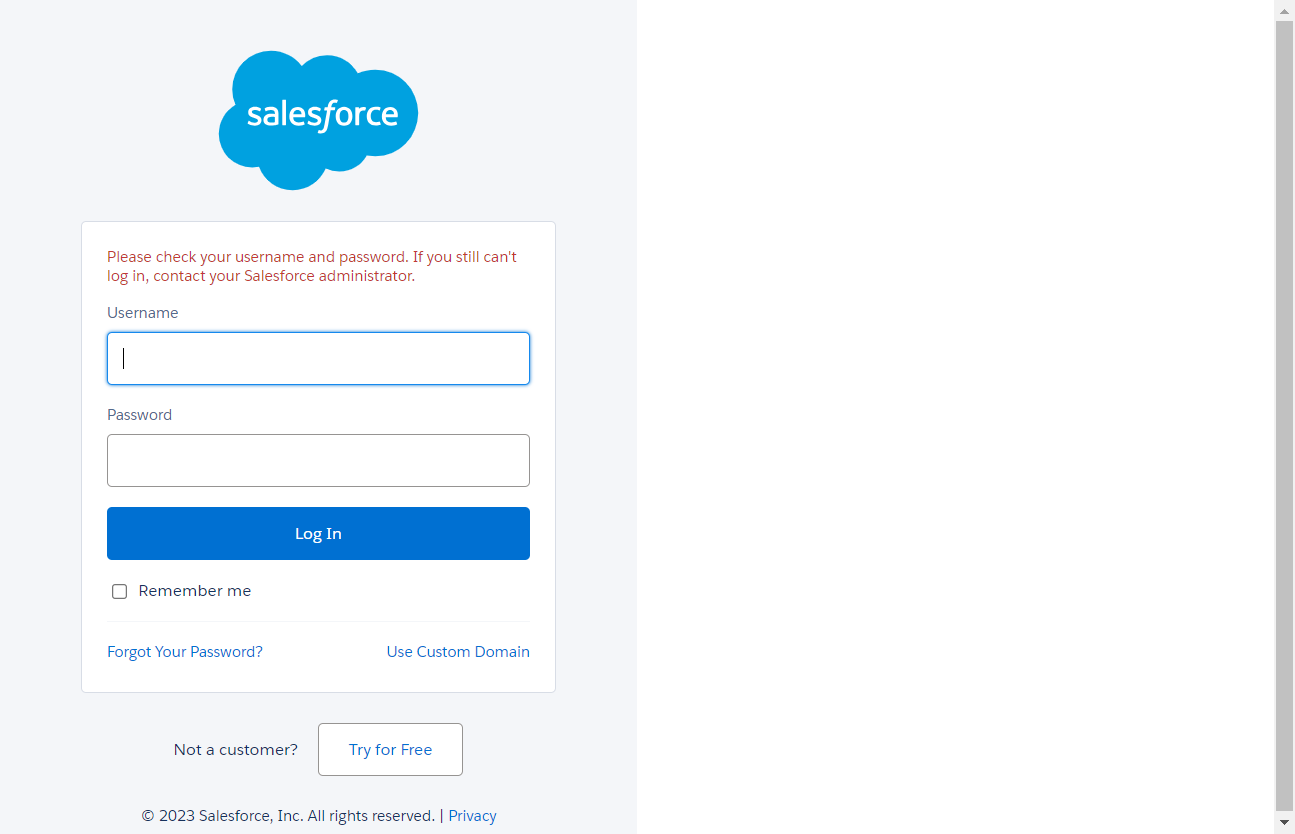 salesforce
Please check your username and password. If you still can't
log in, contact your Salesforce administrator.
Username
Password
Log In
Remember me
Forgot Your Password? Use Custom Domain
Not a customer? Try for Free
© 2023 Salesforce, Inc. All rights reserved. | Privacy